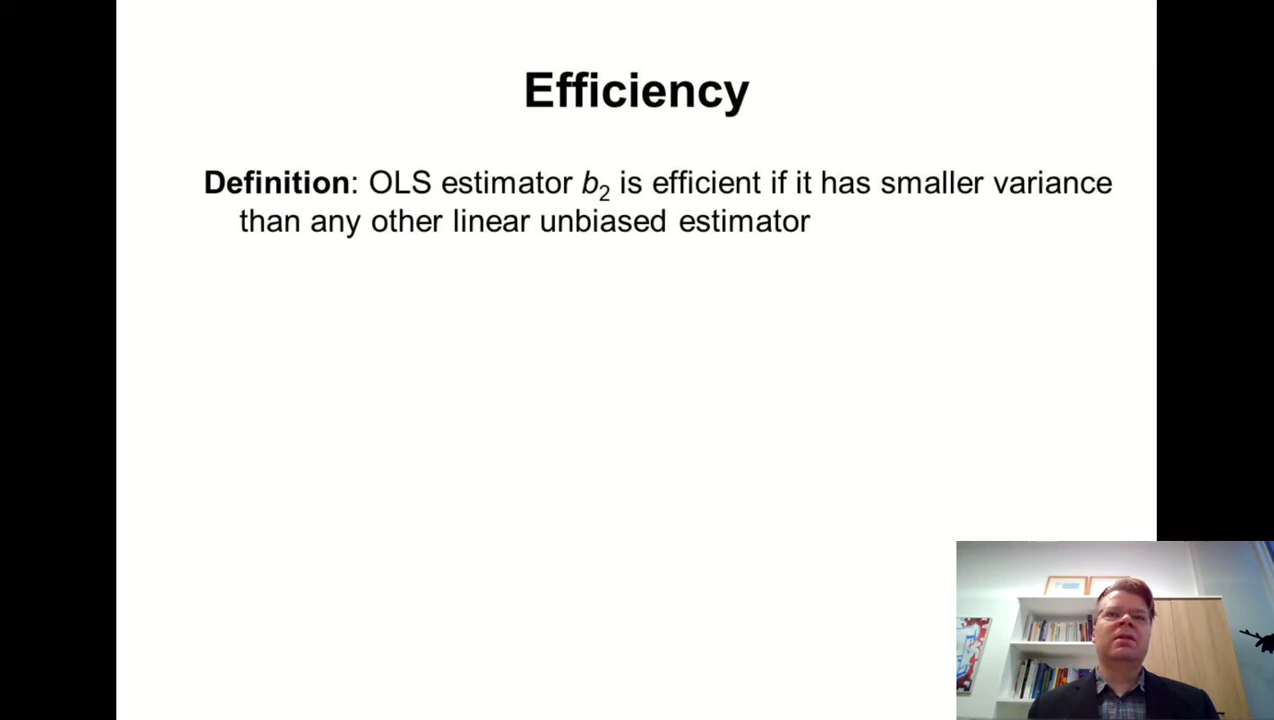 Efficiency
Definition: OLS estimator b2 is efficient if it has smaller variance
than any other linear unbiased estimator